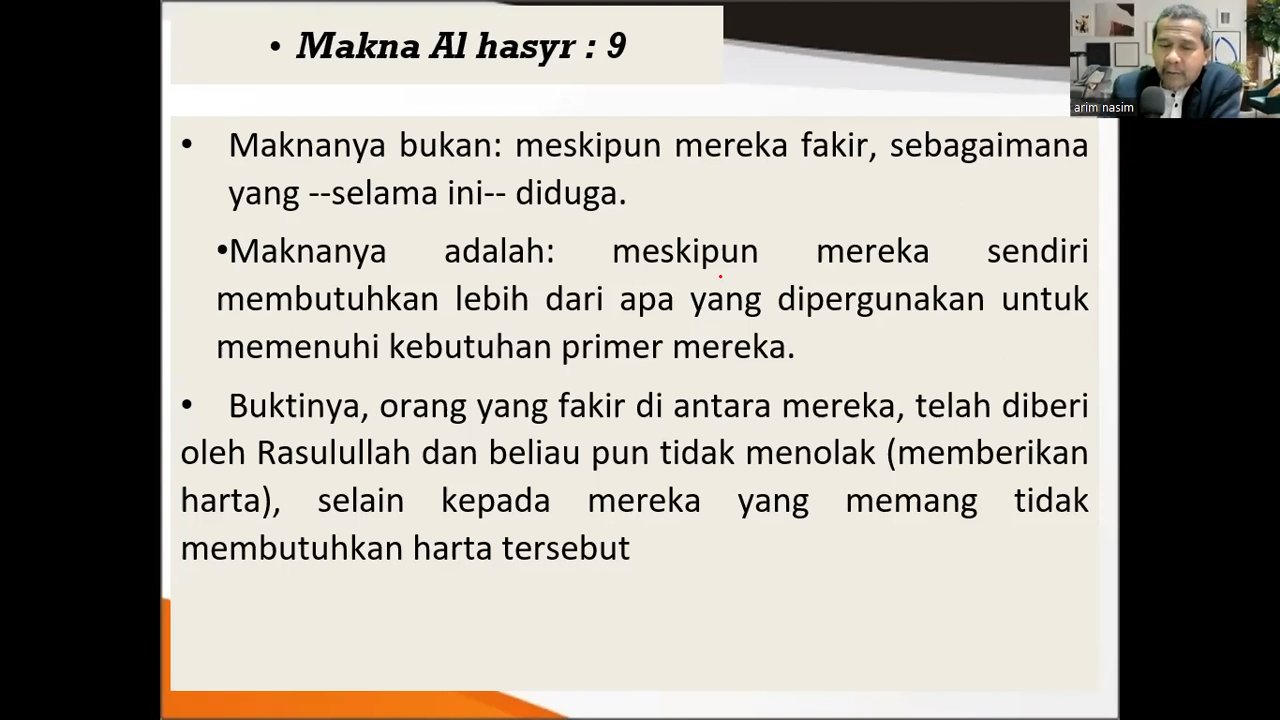 • Makna Al hasyr : 9
arim nasim
• Maknanya bukan: meskipun mereka fakir, sebagaimana
yang --selama ini-- diduga.
•Maknanya adalah: meskipun mereka sendiri
membutuhkan lebih dari apa yang dipergunakan untuk
memenuhi kebutuhan primer mereka.
• Buktinya, orang yang fakir di antara mereka, telah diberi
oleh Rasulullah dan beliau pun tidak menolak (memberikan
harta), selain kepada mereka yang memang tidak
membutuhkan harta tersebut